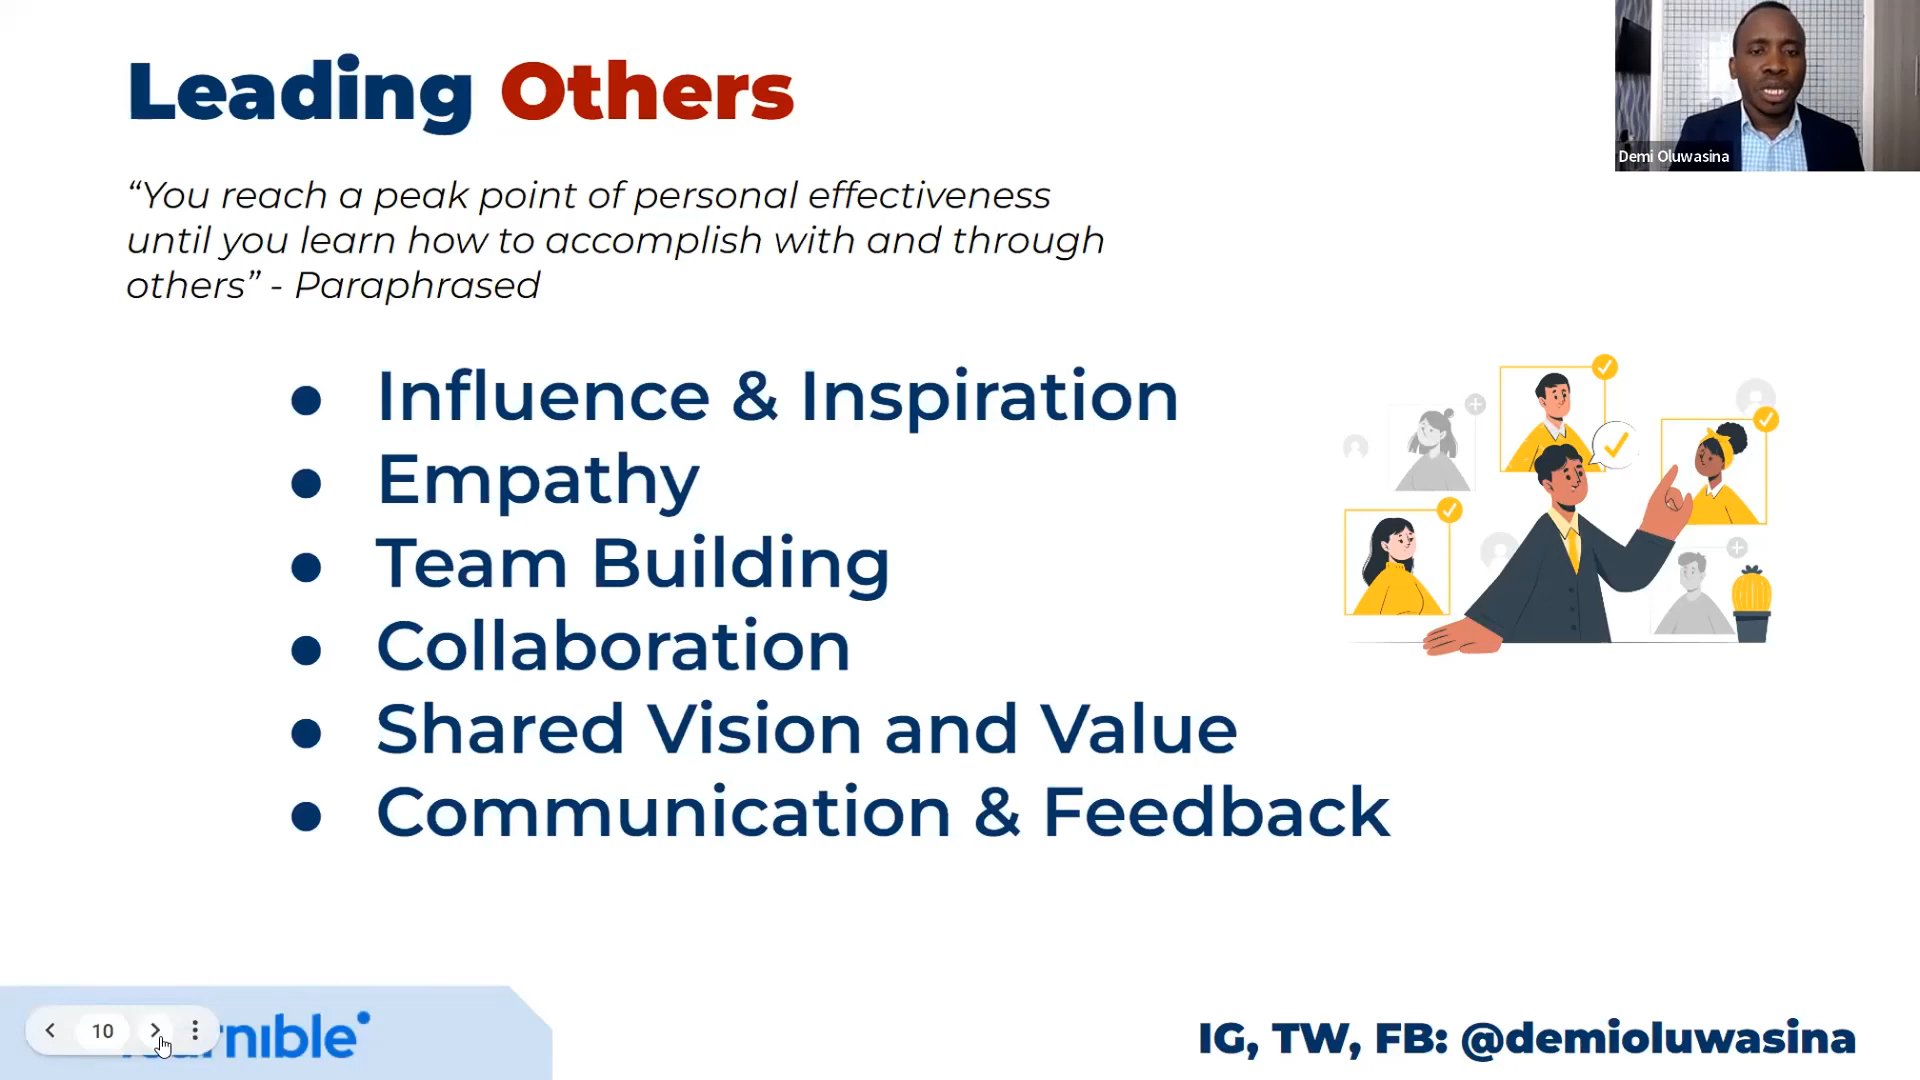 Leading Others
Demi Oluwasina
“You reach a peak point of personal effectiveness
until you learn how to accomplish with and through
others” - Paraphrased
● Influence & Inspiration
● Empathy
● Team Building
● Collaboration
● Shared Vision and Value
● Communication & Feedback
10
IG, TW, FB: @demioluwasina